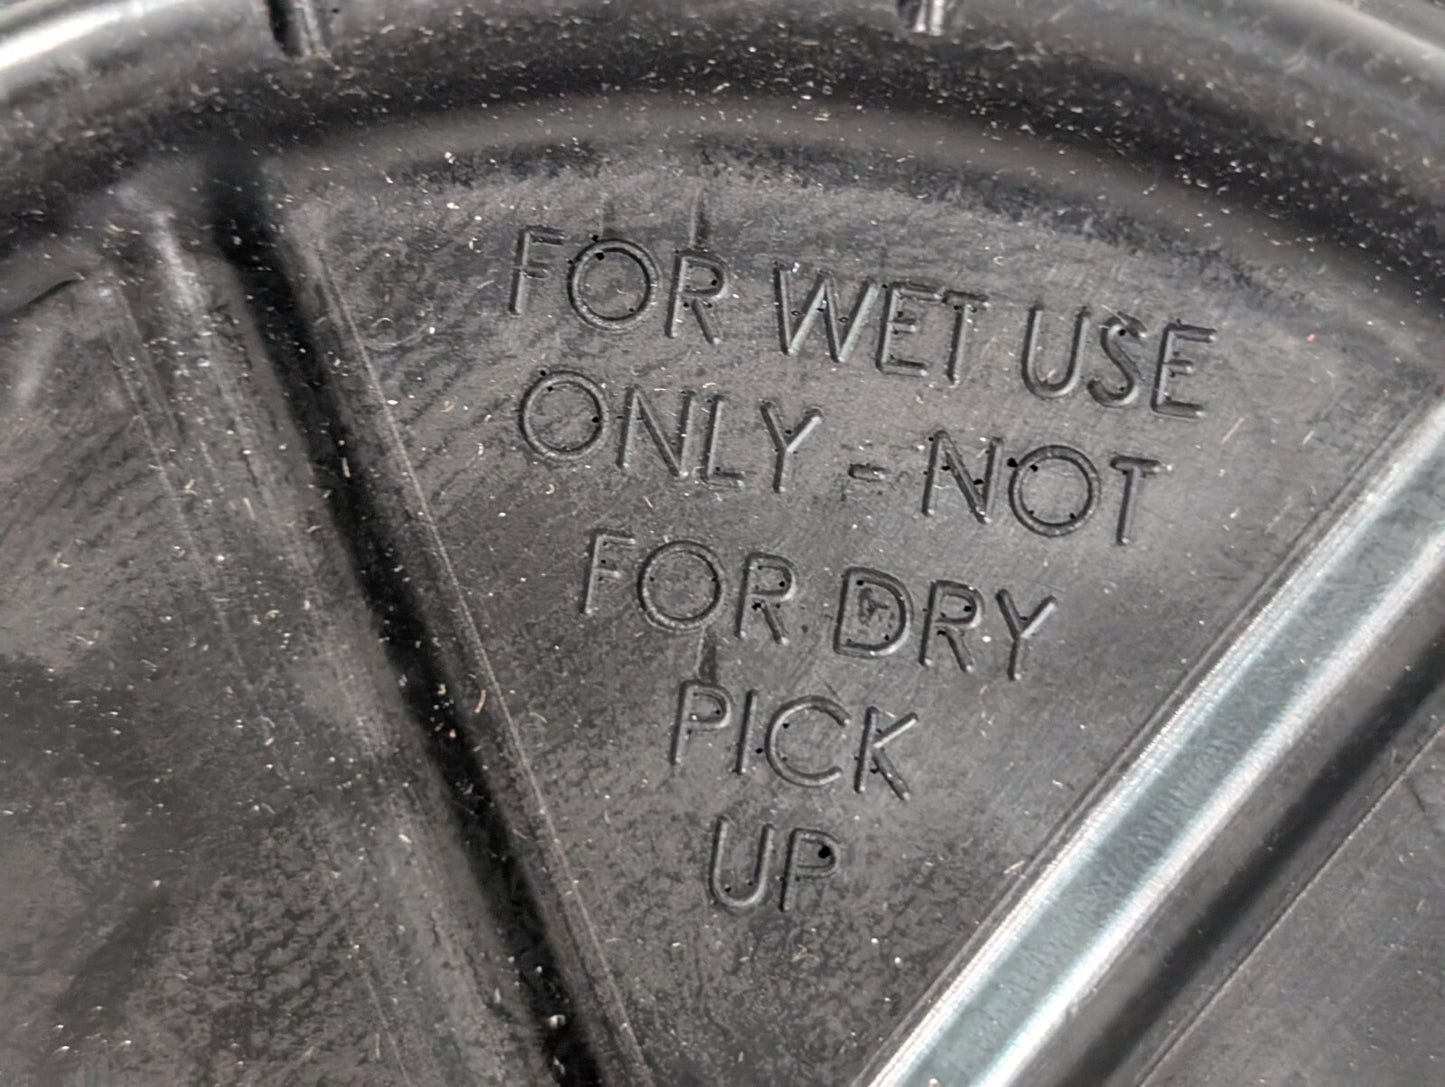 FOR WET USE
ONLY - NOT
FOR DRY
PICK
UP